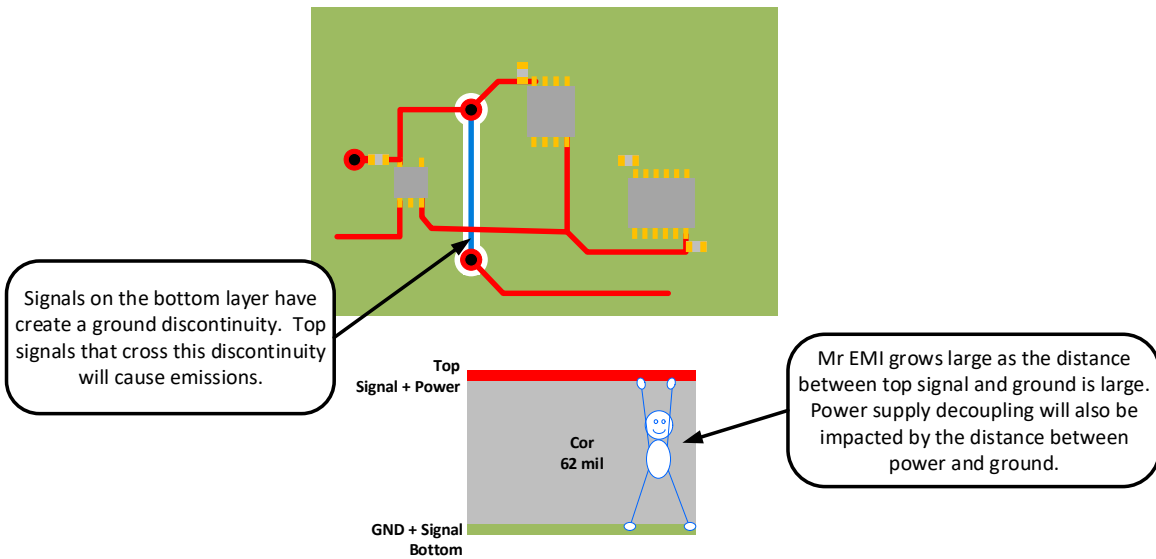 Signals on the bottom layer have
create a ground discontinuity.  Top
signals that cross this discontinuity
will cause emissions.
Top
Signal + Power
Cor
62 mil
GND + Signal
Bottom
Mr EMI grows large as the distance
between top signal and ground is large.
Power supply decoupling will also be
impacted by the distance between
power and ground.